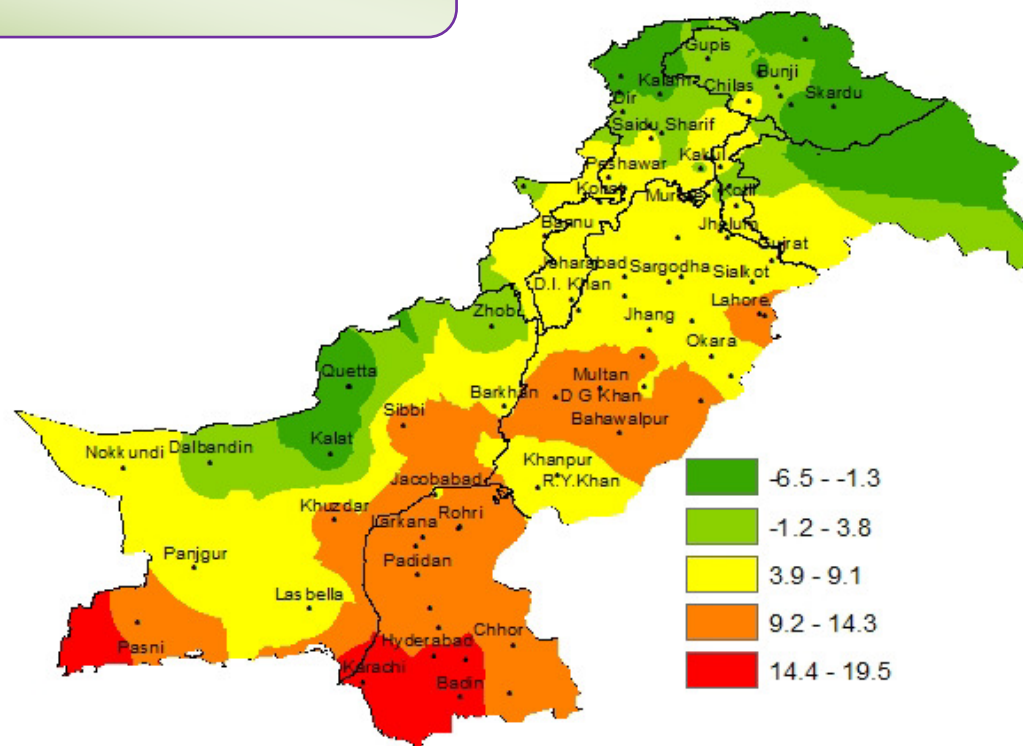 Gupis
Kalam
Chilas
Bunji
Dir
Skardu
Saidu Sharif
Peshawar
Kakul
Kohat
Kotli
Bannu
Jhelum
Gujrat
Joharabad
Sargodha
Sialkot
D.I. Khan
Lahore
Zhob
Jhang
Okara
Quetta
Multan
Barkhan
D G Khan
Sibbi
Bahawalpur
Nokkundi
Dalbandin
Kalat
Khanpur
R.Y.Khan
Jacobabad
Khuzdar
Larkana
Rohri
Panjgur
Padidan
Lasbella
Pasni
Hyderabad
Chhor
Karachi
Badin
-6.5 - -1.3
-1.2 - 3.8
3.9 - 9.1
9.2 - 14.3
14.4 - 19.5